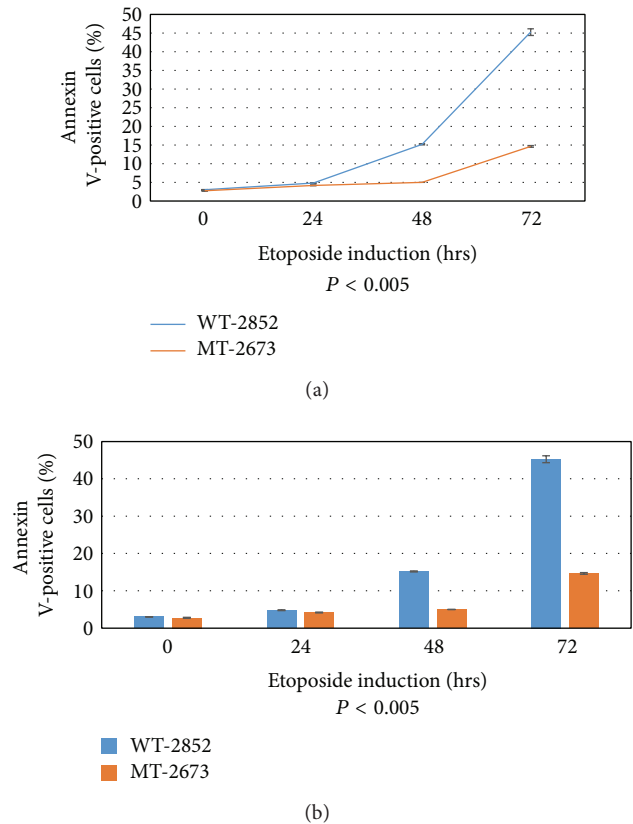 Annexin
V-positive cells (%)
50
45
40
35
30
25
20
15
10
5
0
0 24 48 72
Etoposide induction (hrs)
P < 0.005
WT-2852
MT-2673
(a)
Annexin
V-positive cells (%)
50
40
30
20
10
0
0 24 48 72
Etoposide induction (hrs)
P < 0.005
WT-2852
MT-2673
(b)